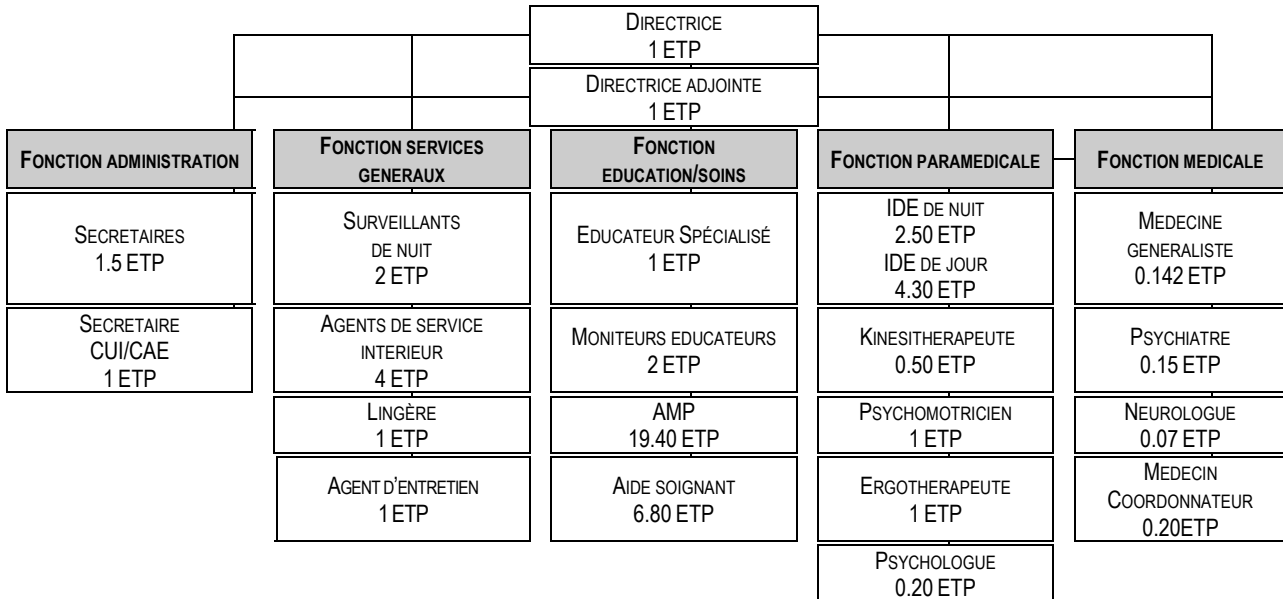 DIRECTRICE
1 ETP
DIRECTRICE ADJOINTE
1 ETP
FONCTION ADMINISTRATION
SECRETAIRES
1.5 ETP
SECRETAIRE
CUI/CAE
1 ETP
FONCTION SERVICES
GENERAUX
SURVEILLANTS
DE NUIT
2 ETP
AGENTS DE SERVICE
INTERIEUR
4 ETP
LINGÈRE
1 ETP
AGENT D'ENTRETIEN
1 ETP
FONCTION
EDUCATION/SOINS
EDUCATEUR SPÉCIALISÉ
1 ETP
MONITEURS EDUCATEURS
2 ETP
AMP
19.40 ETP
AIDE SOIGNANT
6.80 ETP
FONCTION PARAMEDICALE
IDE DE NUIT
2.50 ETP
IDE DE JOUR
4.30 ETP
KINESITHERAPEUTE
0.50 ETP
PSYCHOMOTRICIEN
1 ETP
ERGOTHERAPEUTE
1 ETP
PSYCHOLOGUE
0.20 ETP
FONCTION MEDICALE
MEDECINE
GENERALISTE
0.142 ETP
PSYCHIATRE
0.15 ETP
NEUROLOGUE
0.07 ETP
MEDECIN
COORDONNATEUR
0.20ETP